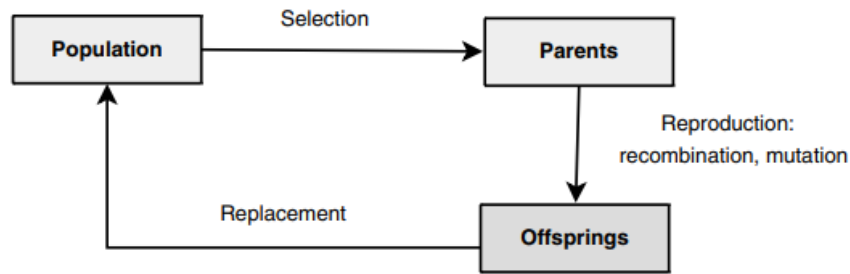 Selection
Population
Parents
Reproduction:
recombination, mutation
Replacement
Offsprings